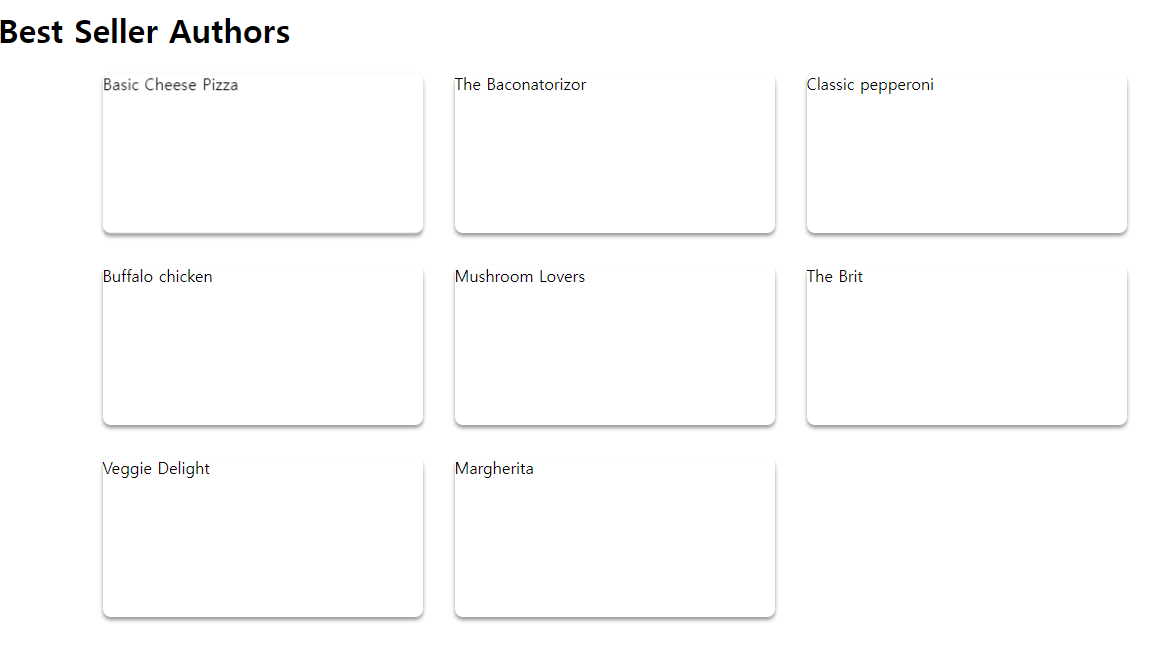 Best Seller Authors
Basic Cheese Pizza
The Baconatorizor
Classic pepperoni
Buffalo chicken
Mushroom Lovers
The Brit
Veggie Delight
Margherita